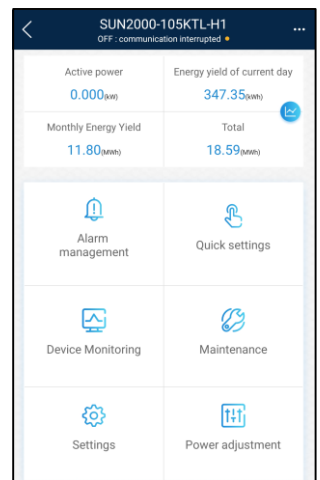 SUN2000-105KTL-H1
OFF : communication interrupted
Active power
0.000(kW)
Energy yield of current day
347.35(kWh)
Monthly Energy Yield
11.80(MWh)
Total
18.59(MWh)
Alarm
management
Quick settings
Device Monitoring
Maintenance
Settings
Power adjustment